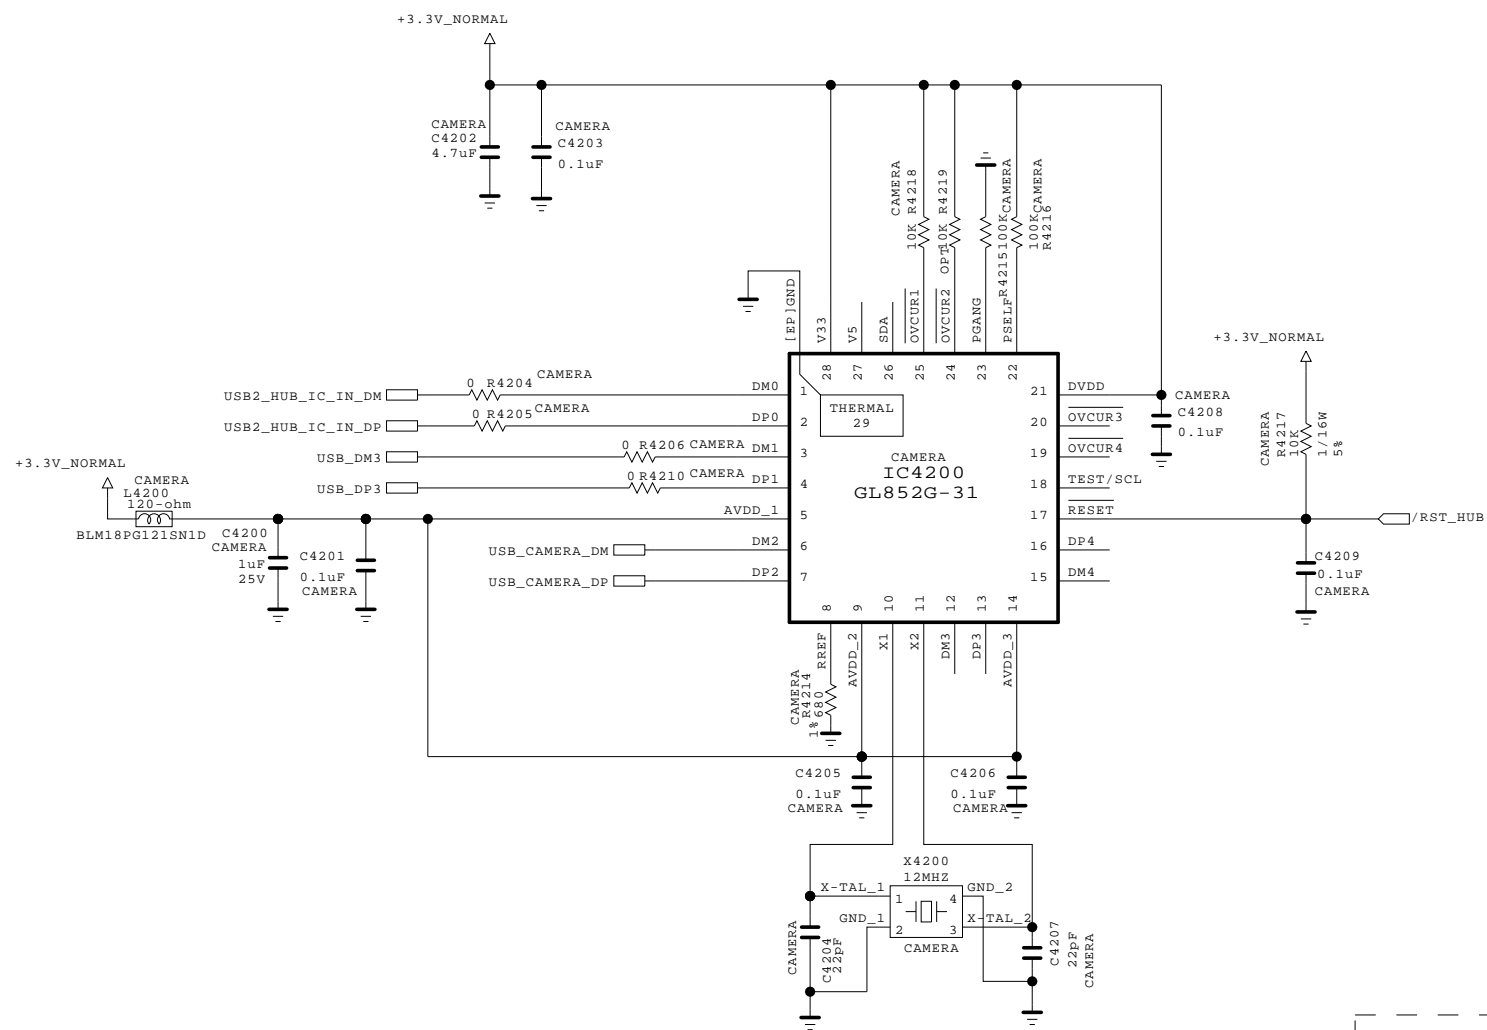 +3.3V_NORMAL
CAMERA
C4202
4.7uF
CAMERA
C4203
0.1uF
CAMERA
R4218
10K
R4219
10K
OPT
R4215
100K
CAMERA
100K
CAMERA
R4216
[EP]GND
V33
V5
SDA
OVCUR1
OVCUR2
PGANG
PSELF
28
27
26
25
24
23
22
+3.3V_NORMAL
CAMERA
R4217
10K
1/16W
5%
USB2_HUB_IC_IN_DM
0 R4204
CAMERA
DM0
1
USB2_HUB_IC_IN_DP
0 R4205
CAMERA
DP0
2
USB_DM3
0 R4206 CAMERA
DM1
3
USB_DP3
0 R4210 CAMERA
DP1
4
THERMAL
29
CAMERA
IC4200
GL852G-31
21
DVDD
CAMERA
C4208
0.1uF
20
OVCUR3
19
OVCUR4
18
TEST/SCL
17
RESET
/RST_HUB
16
DP4
15
DM4
C4209
0.1uF
CAMERA
+3.3V_NORMAL
CAMERA
L4200
120-ohm
BLM18PG121SN1D
C4200
CAMERA
1uF
25V
C4201
0.1uF
CAMERA
AVDD_1
5
USB_CAMERA_DM
DM2
6
USB_CAMERA_DP
DP2
7
8
9
10
11
12
13
14
RREF
AVDD_2
X1
X2
DM3
DP3
AVDD_3
CAMERA
R4214
680
1%
C4205
0.1uF
CAMERA
C4206
0.1uF
CAMERA
X4200
12MHZ
X-TAL_1
1
4
GND_2
GND_1
2
3
X-TAL_2
CAMERA
CAMERA
C4204
22pF
C4207
22pF
CAMERA